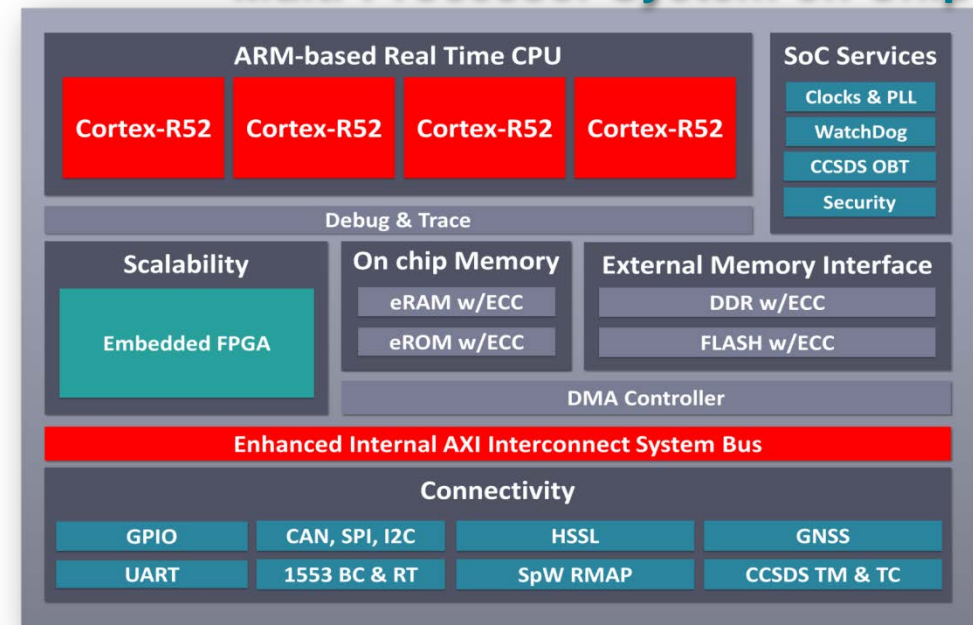 ARM-based Real Time CPU
Cortex-R52
Cortex-R52
Cortex-R52
Cortex-R52
SoC Services
Clocks & PLL
WatchDog
CCSDS OBT
Security
Debug & Trace
Scalability
Embedded FPGA
On chip Memory
eRAM w/ECC
eROM w/ECC
External Memory Interface
DDR w/ECC
FLASH w/ECC
DMA Controller
Enhanced Internal AXI Interconnect System Bus
Connectivity
GPIO
CAN, SPI, I2C
HSSL
GNSS
UART
1553 BC & RT
SpW RMAP
CCSDS TM & TC